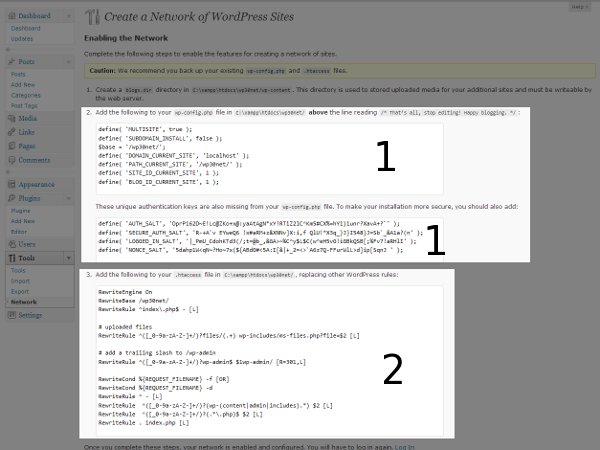 Help
Create a Network of WordPress Sites
Dashboard
Dashboard
Updates
Posts
Posts
Add New
Categories
Post Tags
Media
Links
Pages
Comments
Appearance
Plugins
Plugins
Add New
Editor
Users
Tools
Tools
Import
Export
Network
Settings
Enabling the Network
Complete the following steps to enable the features for creating a network of sites.
Caution: We recommend you back up your existing wp-config.php and .htaccess files.
1. Create a blogs.dir directory in C:\xampp\htdocs\wp30net/wp-content. This directory is used to stored uploaded media for your additional sites and must be writeable by
the web server.
2. Add the following to your wp-config.php file in C:\xampp\htdocs\wp30net/ above the line reading /* That's all, stop editing! Happy blogging. */ :
define( 'MULTISITE', true );
define( 'SUBDOMAIN_INSTALL', false );
$base = '/wp30net/';
define( 'DOMAIN_CURRENT_SITE', 'localhost' );
define( 'PATH_CURRENT_SITE', '/wp30net/' );
define( 'SITE_ID_CURRENT_SITE', 1 );
define( 'BLOG_ID_CURRENT_SITE', 1 );
1
These unique authentication keys are also missing from your wp-config.php file. To make your installation more secure, you should also add:
define( 'AUTH_SALT',
define( 'SECURE_AUTH_SALT',
define( 'LOGGED_IN_SALT',
define( 'NONCE_SALT',
1
3. Add the following to your .htaccess file in C:\xampp\htdocs\wp30net/, replacing other WordPress rules:
RewriteEngine On
RewriteBase /wp30net/
RewriteRule ^index\.php$ - [L]
# uploaded files
RewriteRule ^([_0-9a-zA-Z-]+/)?files/(.+) wp-includes/ms-files.php?file=$2 [L]
# add a trailing slash to /wp-admin
RewriteRule ^([_0-9a-zA-Z-]+/)?wp-admin$ $1wp-admin/ [R=301,L]
RewriteCond %{REQUEST_FILENAME} -f [OR]
RewriteCond %{REQUEST_FILENAME} -d
RewriteRule ^ - [L]
RewriteRule ^([_0-9a-zA-Z-]+/)?(wp-(content|admin|includes).*) $2 [L]
RewriteRule ^([_0-9a-zA-Z-]+/)?(.*\.php)$ $2 [L]
RewriteRule . index.php [L]
2
Once you complete these steps, your network is enabled and configured. You will have to log in again. Log In